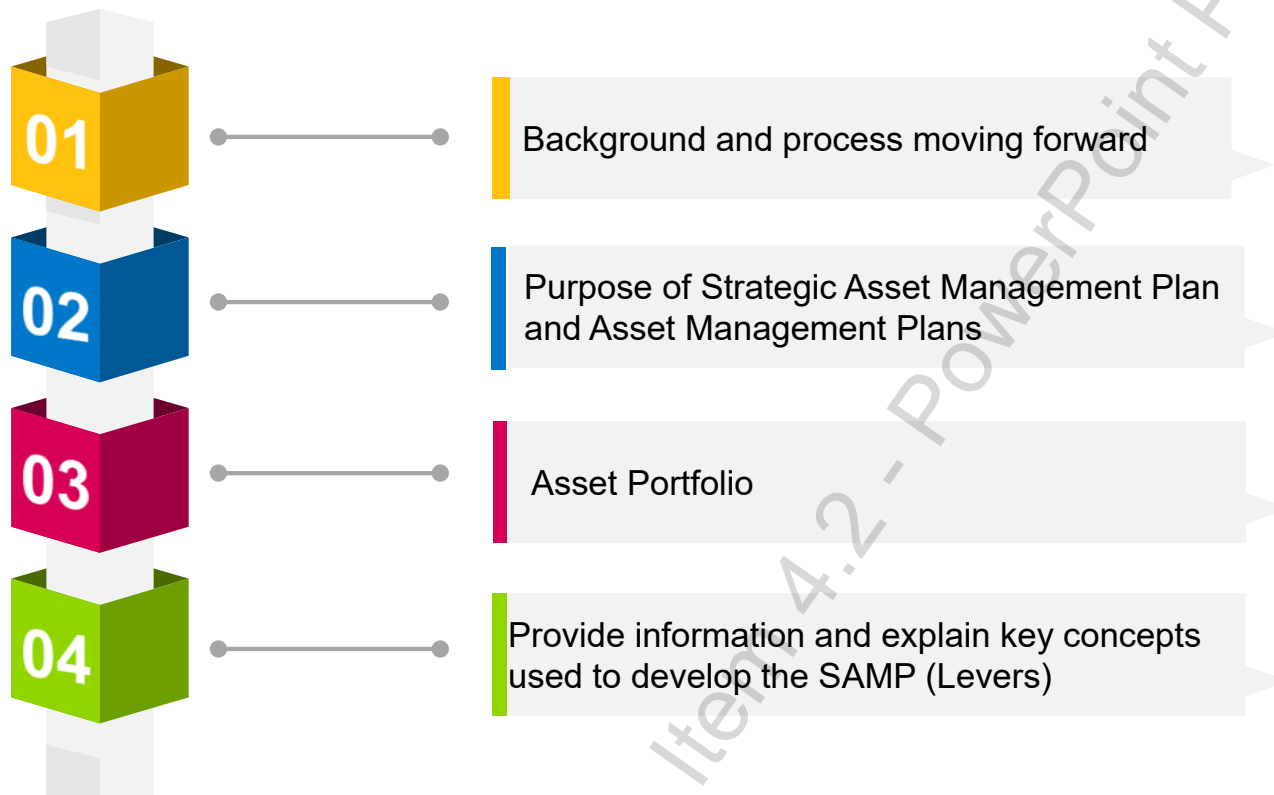 01
Background and process moving forward
02
Purpose of Strategic Asset Management Plan
and Asset Management Plans
03
Asset Portfolio
04
Provide information and explain key concepts
used to develop the SAMP (Levers)
Item 4.2 - PowerPoint